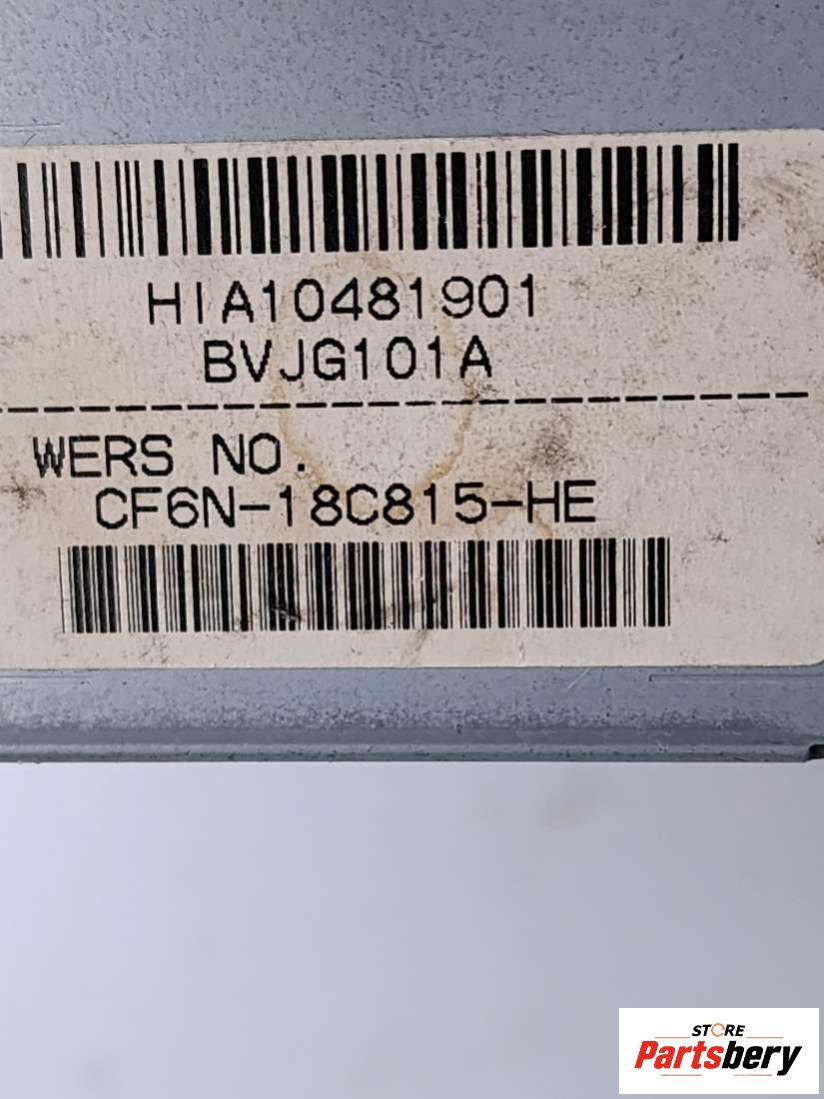 HIA10481901
BVJG101A
WERS NO.
CF6N-18C815-HE
STORE
Partsbery